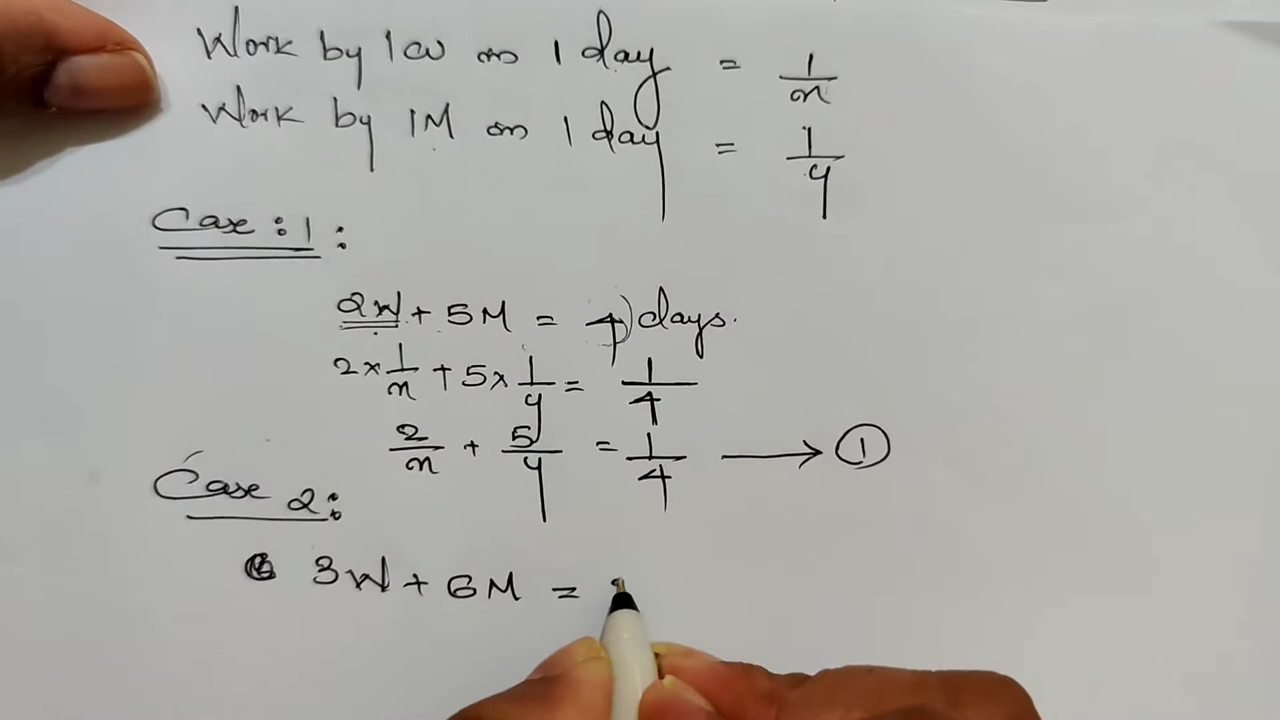 Work by 1W on 1 day = 1/x
Work by 1M on 1 day = 1/y
Case : 1 :
2W + 5M = 4 days.
2 × 1/x + 5 × 1/y = 1/4
2/x + 5/y = 1/4 → ①
Case 2:
3W + 6M =